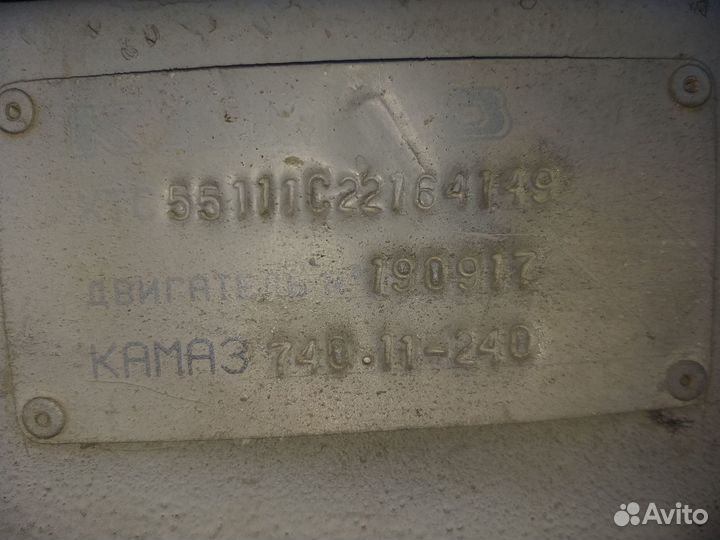 55111C22164149
ДВИГАТЕЛЬ № 190917
КАМАЗ 740.11-240
Avito